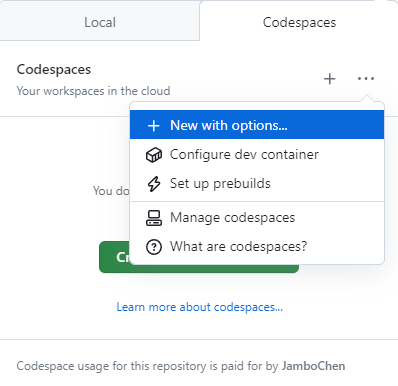 Local
Codespaces
Codespaces
Your workspaces in the cloud
New with options...
Configure dev container
Set up prebuilds
You do
Manage codespaces
What are codespaces?
Learn more about codespaces...
Codespace usage for this repository is paid for by JamboChen